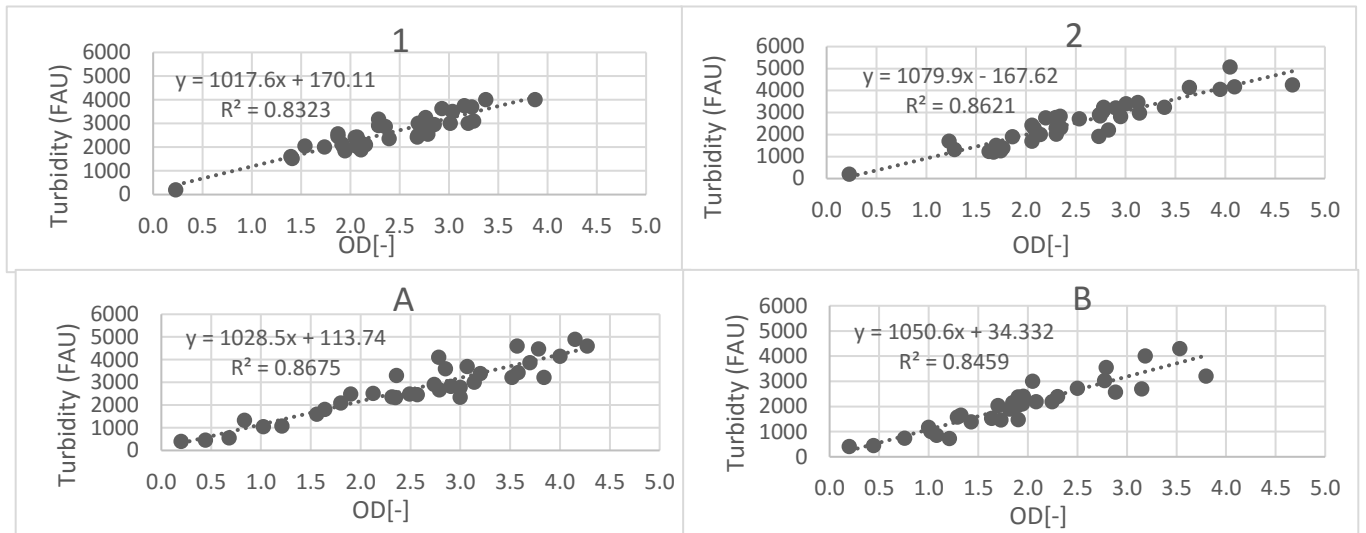 1
6000
5000
4000
3000
2000
1000
0
Turbidity (FAU)
y = 1017.6x + 170.11
R² = 0.8323
0.0 0.5 1.0 1.5 2.0 2.5 3.0 3.5 4.0 4.5 5.0
OD[-]
2
6000
5000
4000
3000
2000
1000
0
Turbidity (FAU)
y = 1079.9x - 167.62
R² = 0.8621
0.0 0.5 1.0 1.5 2.0 2.5 3.0 3.5 4.0 4.5 5.0
OD[-]
A
6000
5000
4000
3000
2000
1000
0
Turbidty (FAU)
y = 1028.5x + 113.74
R² = 0.8675
0.0 0.5 1.0 1.5 2.0 2.5 3.0 3.5 4.0 4.5 5.0
OD[-]
B
6000
5000
4000
3000
2000
1000
0
Turbidity (FAU)
y = 1050.6x + 34.332
R² = 0.8459
0.0 0.5 1.0 1.5 2.0 2.5 3.0 3.5 4.0 4.5 5.0
OD[-]